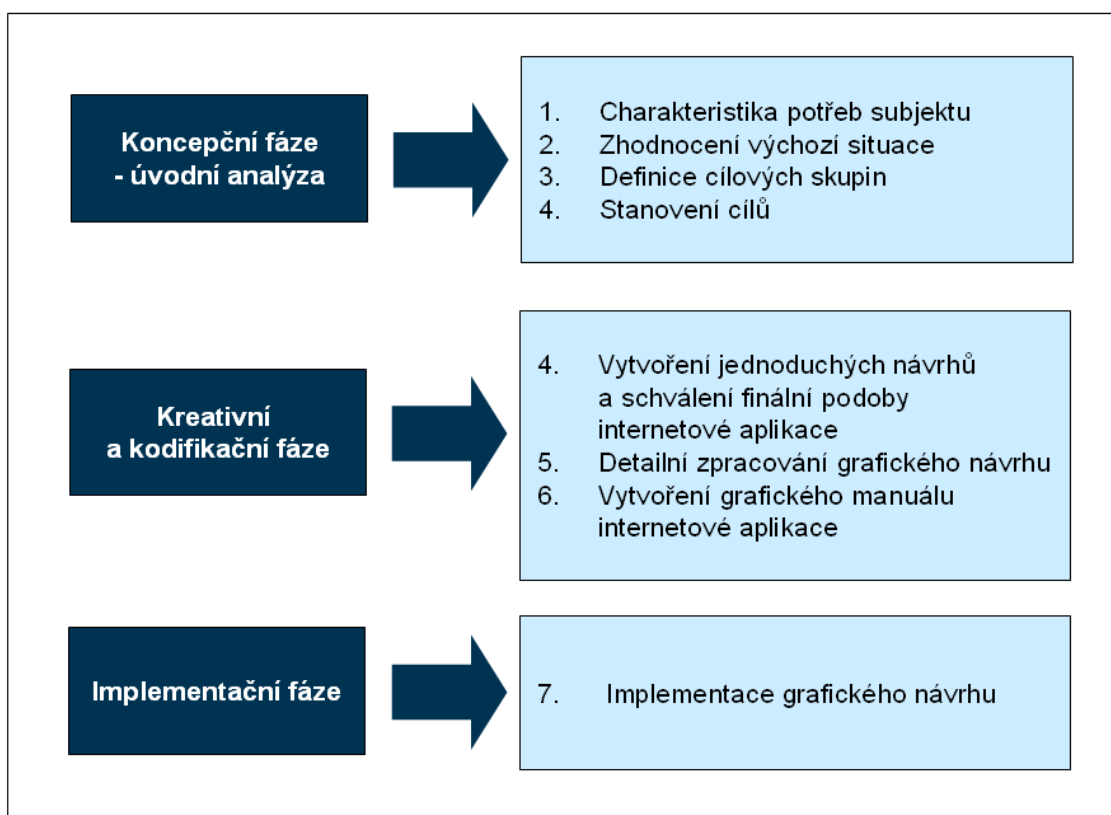 Koncepční fáze
- úvodní analýza
1. Charakteristika potřeb subjektu
2. Zhodnocení výchozí situace
3. Definice cílových skupin
4. Stanovení cílů
Kreativní
a kodifikační fáze
4. Vytvoření jednoduchých návrhů
a schválení finální podoby
internetové aplikace
5. Detailní zpracování grafického návrhu
6. Vytvoření grafického manuálu
internetové aplikace
Implementační fáze
7. Implementace grafického návrhu